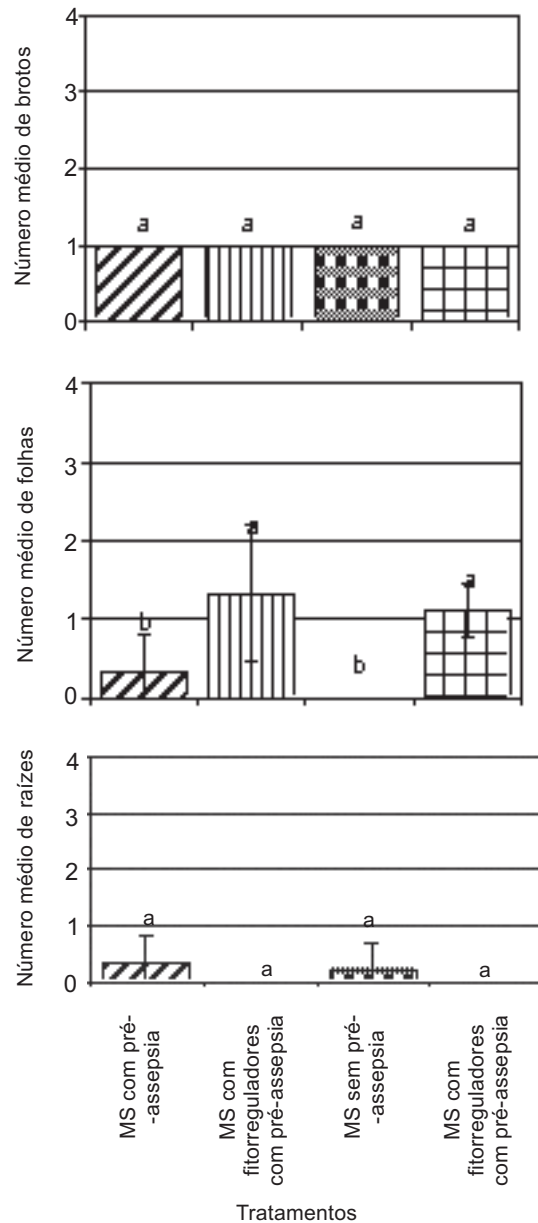 Número médio de brotos
4
3
2
1
0
a
a
a
a
Número médio de folhas
4
3
2
1
0
b
a
b
a
Número médio de raízes
4
3
2
1
0
a
a
a
a
MS com pré-
-assepsia
MS com
fitorreguladores
com pré-assepsia
MS sem pré-
-assepsia
MS com
fitorreguladores
com pré-assepsia
Tratamentos